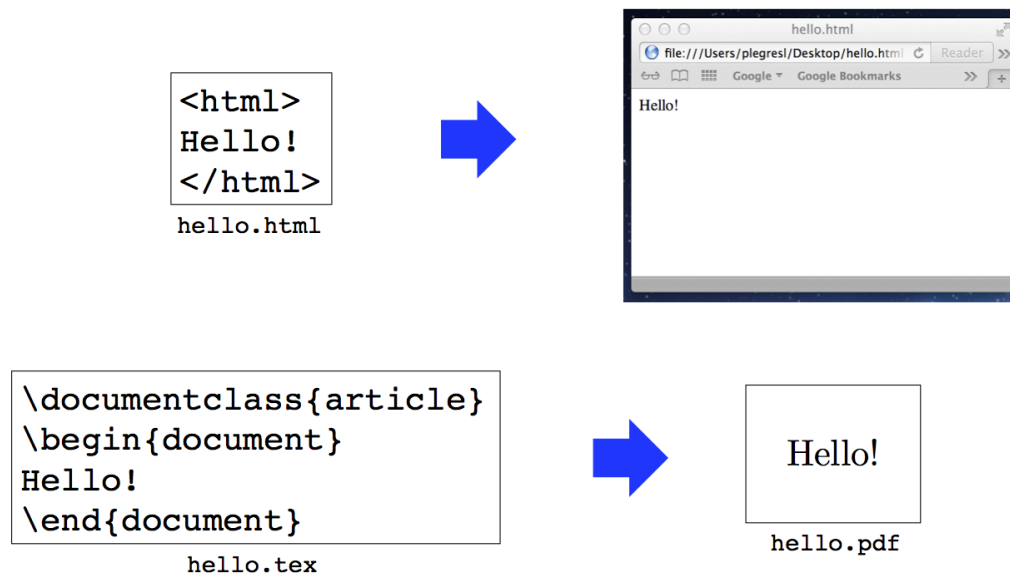 <html>
Hello!
</html>
hello.html
hello.html
file:///Users/plegresl/Desktop/hello.html
Reader
Google
Google Bookmarks
Hello!
\documentclass{article}
\begin{document}
Hello!
\end{document}
hello.tex
Hello!
hello.pdf